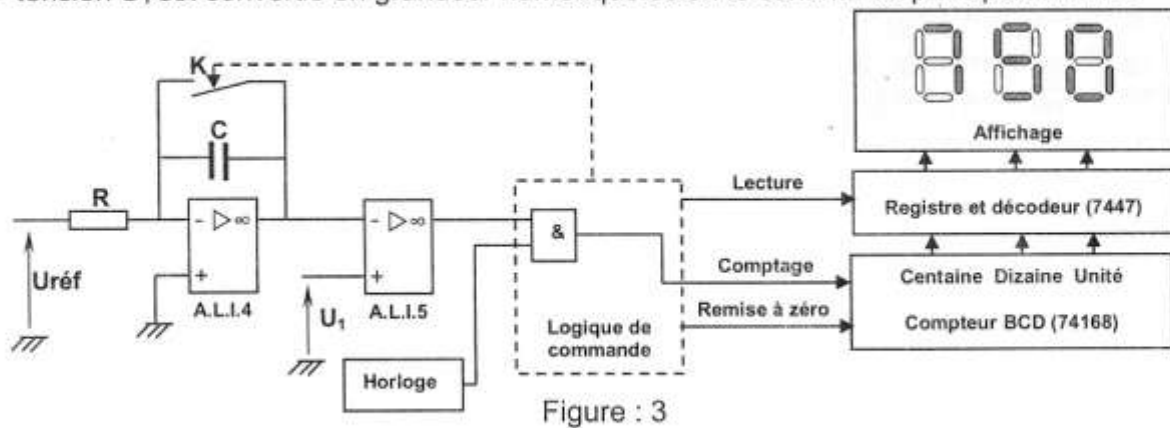 tension U
K
C
R
- ▷ ∞
+
A.L.I.4
Uréf
- ▷ ∞
+
A.L.I.5
U₁
Horloge
&
Logique de
commande
Lecture
Comptage
Remise à zéro
Affichage
Registre et décodeur (7447)
Centaine Dizaine Unité
Compteur BCD (74168)
Figure : 3